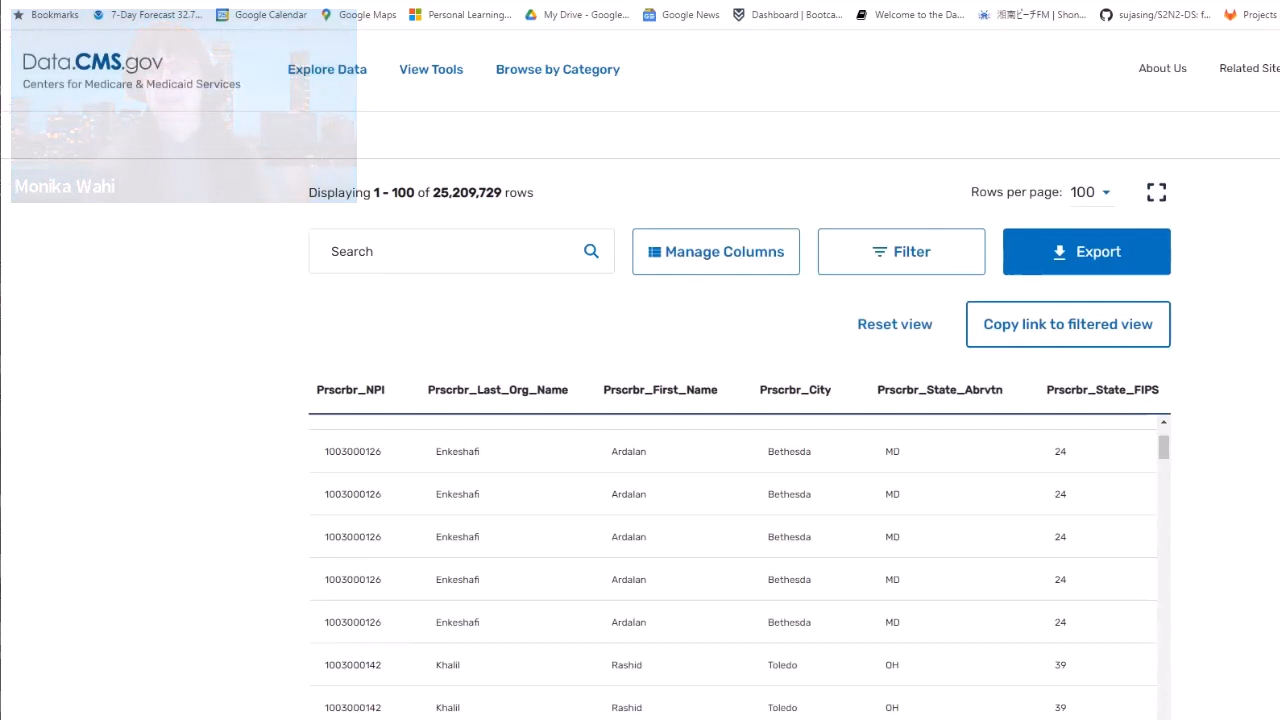 Bookmarks 7-Day Forecast 32.7... Google Calendar Google Maps Personal Learning... My Drive - Google... Google News Dashboard | Bootca... Welcome to the Da... 湘南ビーチFM | Shon... sujasing/S2N2-DS: f... Projects
Data.CMS.gov
Centers for Medicare & Medicaid Services
Explore Data View Tools Browse by Category
About Us Related Site
Monika Wahi
Displaying 1 - 100 of 25,209,729 rows
Rows per page: 100
Search Manage Columns Filter Export
Reset view Copy link to filtered view
Prscrbr_NPI Prscrbr_Last_Org_Name Prscrbr_First_Name Prscrbr_City Prscrbr_State_Abrvtn Prscrbr_State_FIPS
1003000126 Enkeshafi Ardalan Bethesda MD 24
1003000126 Enkeshafi Ardalan Bethesda MD 24
1003000126 Enkeshafi Ardalan Bethesda MD 24
1003000126 Enkeshafi Ardalan Bethesda MD 24
1003000126 Enkeshafi Ardalan Bethesda MD 24
1003000142 Khalil Rashid Toledo OH 39
1003000142 Khalil Rashid Toledo OH 39